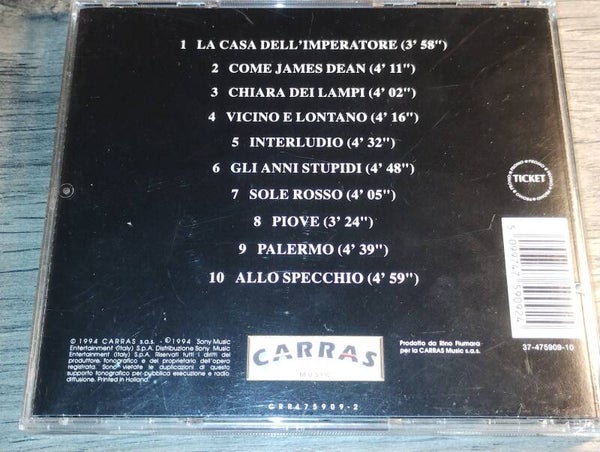 1 LA CASA DELL'IMPERATORE (3' 58")
2 COME JAMES DEAN (4' 11")
3 CHIARA DEI LAMPI (4' 02")
4 VICINO E LONTANO (4' 16")
5 INTERLUDIO (4' 32")
6 GLI ANNI STUPIDI (4' 48")
7 SOLE ROSSO (4' 05")
8 PIOVE (3' 24")
9 PALERMO (4' 39")
10 ALLO SPECCHIO (4' 59")
TICKET
5 099747 590924
37-475909-10
℗ 1994 CARRAS s.a.s. - © 1994 Sony Music
Entertainment (Italy) S.p.A. Distribuzione Sony Music
Entertainment (Italy) S.p.A. Riservati tutti i diritti del
produttore fonografico e del proprietario dell'opera
registrata. Sono vietate le duplicazioni di questo
supporto fonografico per pubblica esecuzione e radio
diffusione. Printed in Holland.
CARRAS
MUSIC
Prodotto da Rino Fiumara
per la CARRAS Music s.a.s.
CRR475909-2